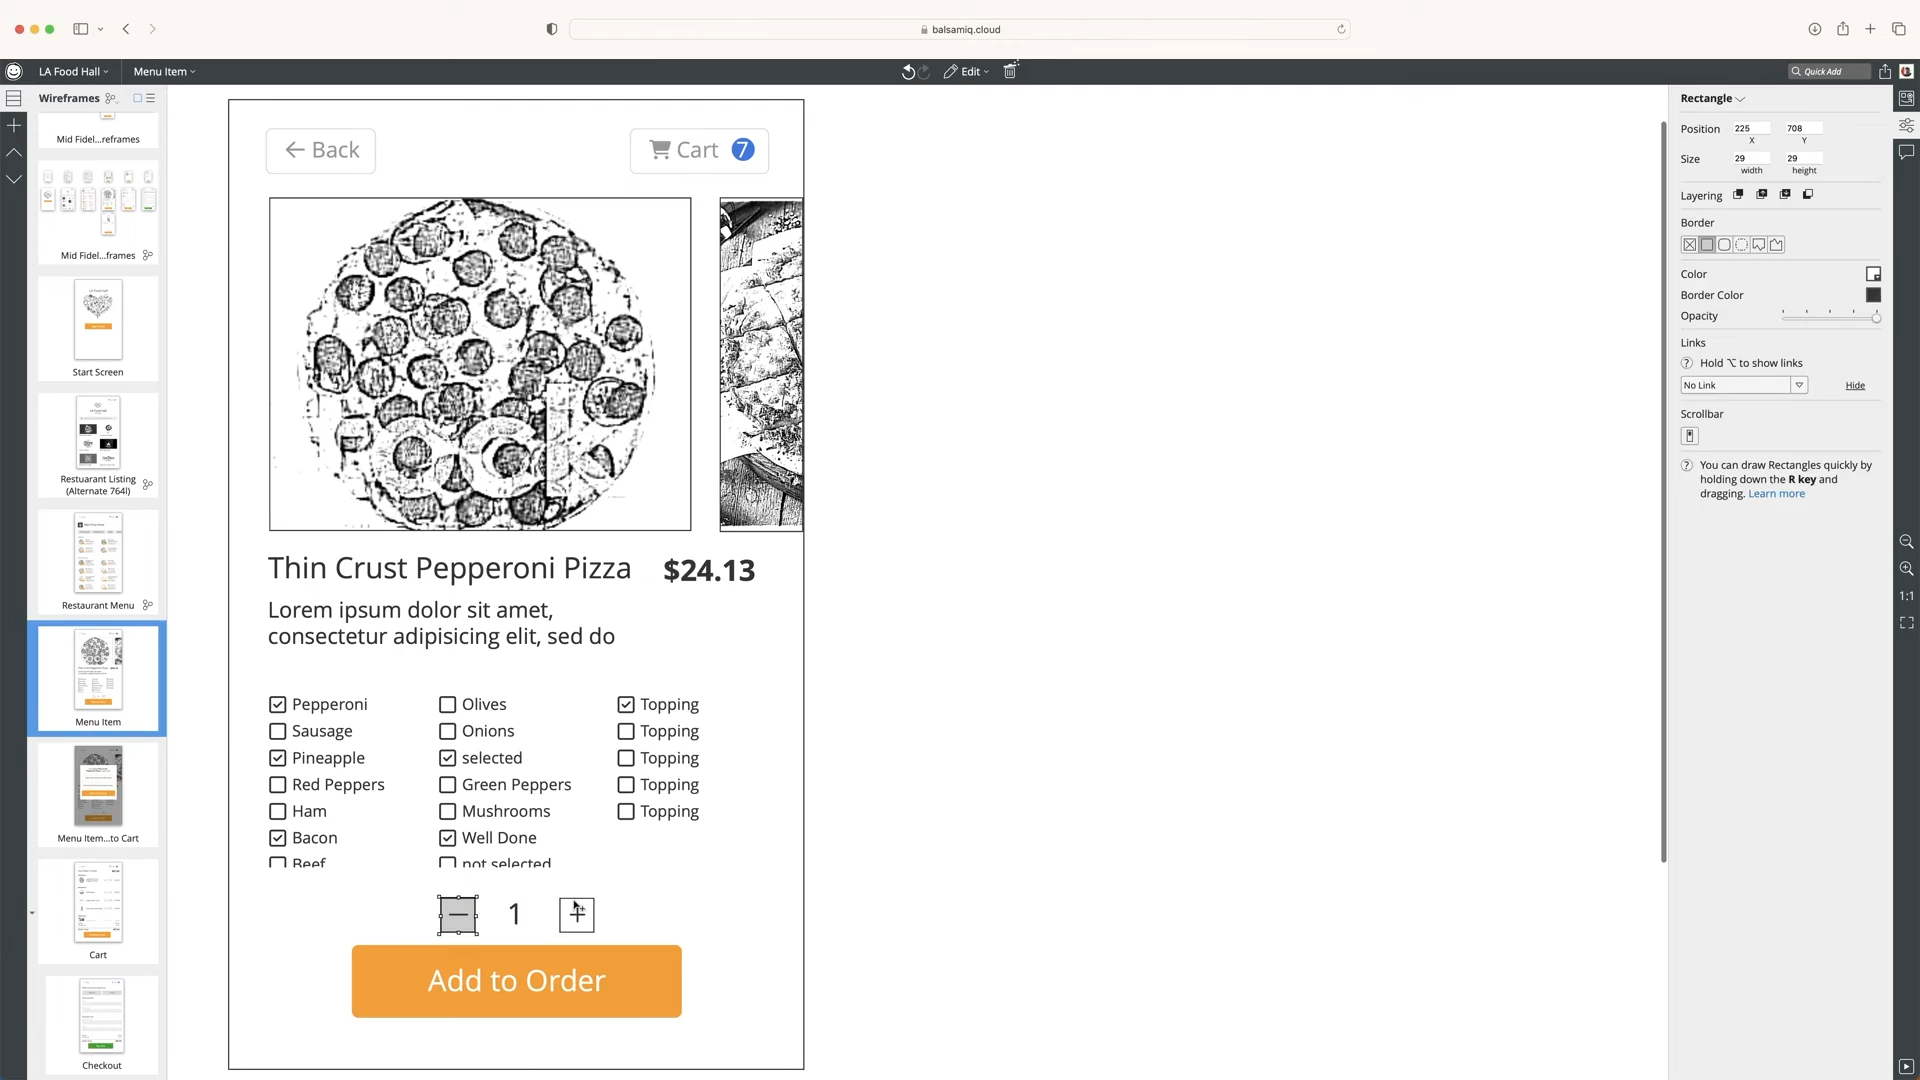 balsamiq.cloud
LA Food Hall
Menu Item
Edit
Quick Add
Wireframes
Mid Fidel...reframes
Mid Fidel...frames
Start Screen
Restuarant Listing
(Alternate 764l)
Restaurant Menu
Menu Item
Menu Item...to Cart
Cart
Checkout
Back
Cart 7
Thin Crust Pepperoni Pizza $24.13
Lorem ipsum dolor sit amet,
consectetur adipisicing elit, sed do
Pepperoni Olives Topping
Sausage Onions Topping
Pineapple selected Topping
Red Peppers Green Peppers Topping
Ham Mushrooms Topping
Bacon Well Done
Beef not selected
1
Add to Order
Rectangle
Position 225 708
X Y
Size 29 29
width height
Layering
Border
Color
Border Color
Opacity
Links
? Hold ⌥ to show links
No Link Hide
Scrollbar
? You can draw Rectangles quickly by
holding down the R key and
dragging. Learn more
1:1